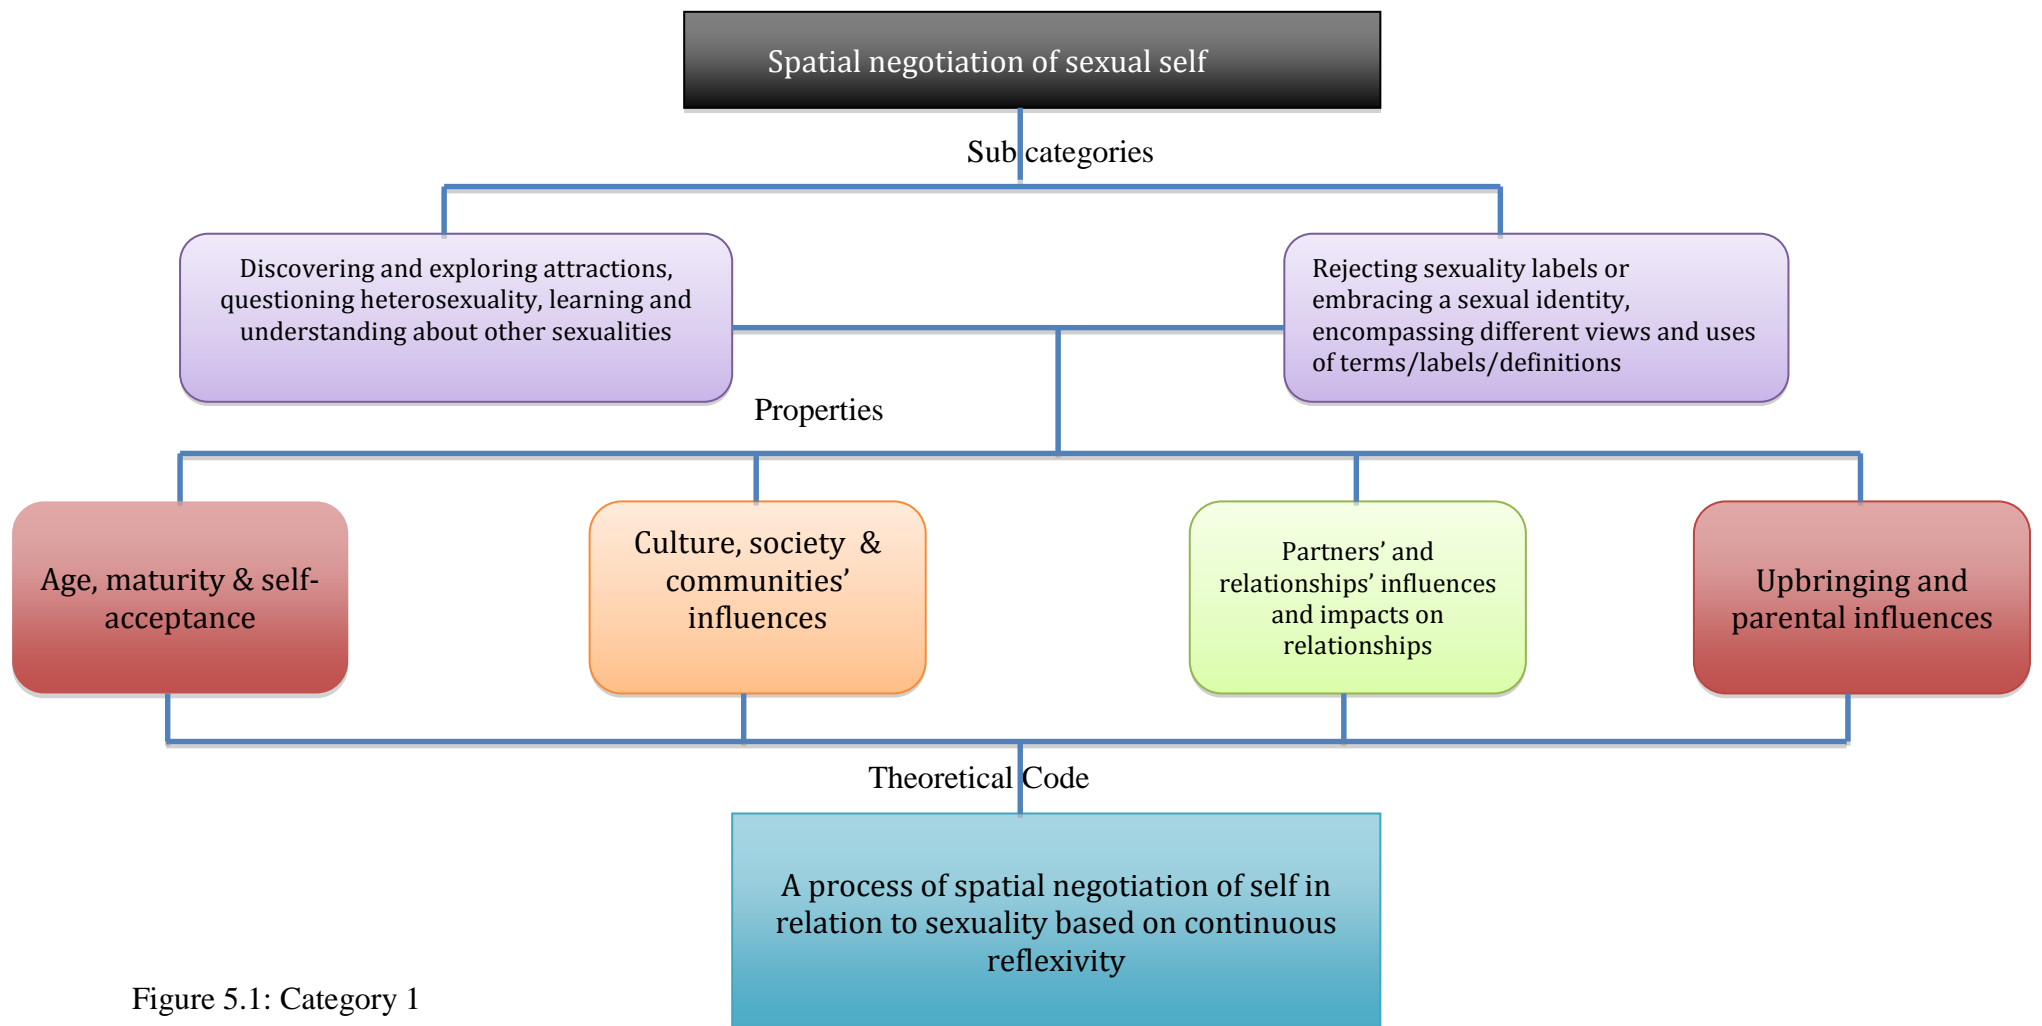 Spatial negotiation of sexual self
Sub categories
Discovering and exploring attractions,
questioning heterosexuality, learning and
understanding about other sexualities
Rejecting sexuality labels or
embracing a sexual identity,
encompassing different views and uses
of terms/labels/definitions
Properties
Age, maturity & self-
acceptance
Culture, society &
communities’
influences
Partners’ and
relationships’ influences
and impacts on
relationships
Upbringing and
parental influences
Theoretical Code
A process of spatial negotiation of self in
relation to sexuality based on continuous
reflexivity
Figure 5.1: Category 1